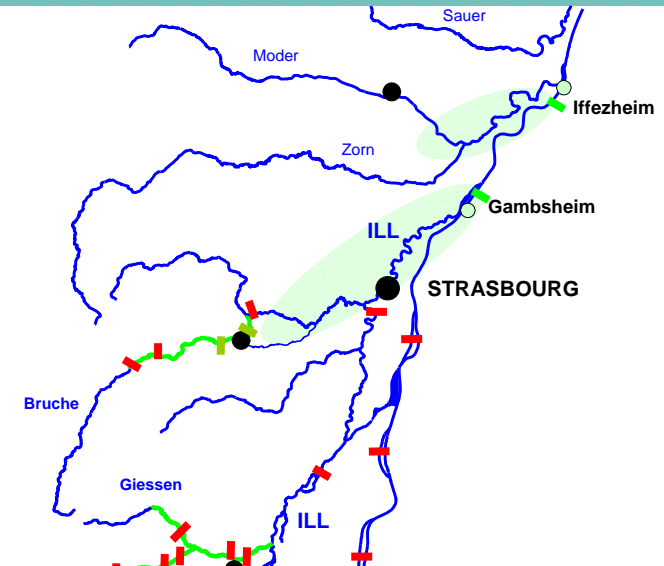 Sauer
Moder
Iffezheim
Zorn
Gambsheim
ILL
STRASBOURG
Bruche
Giessen
ILL